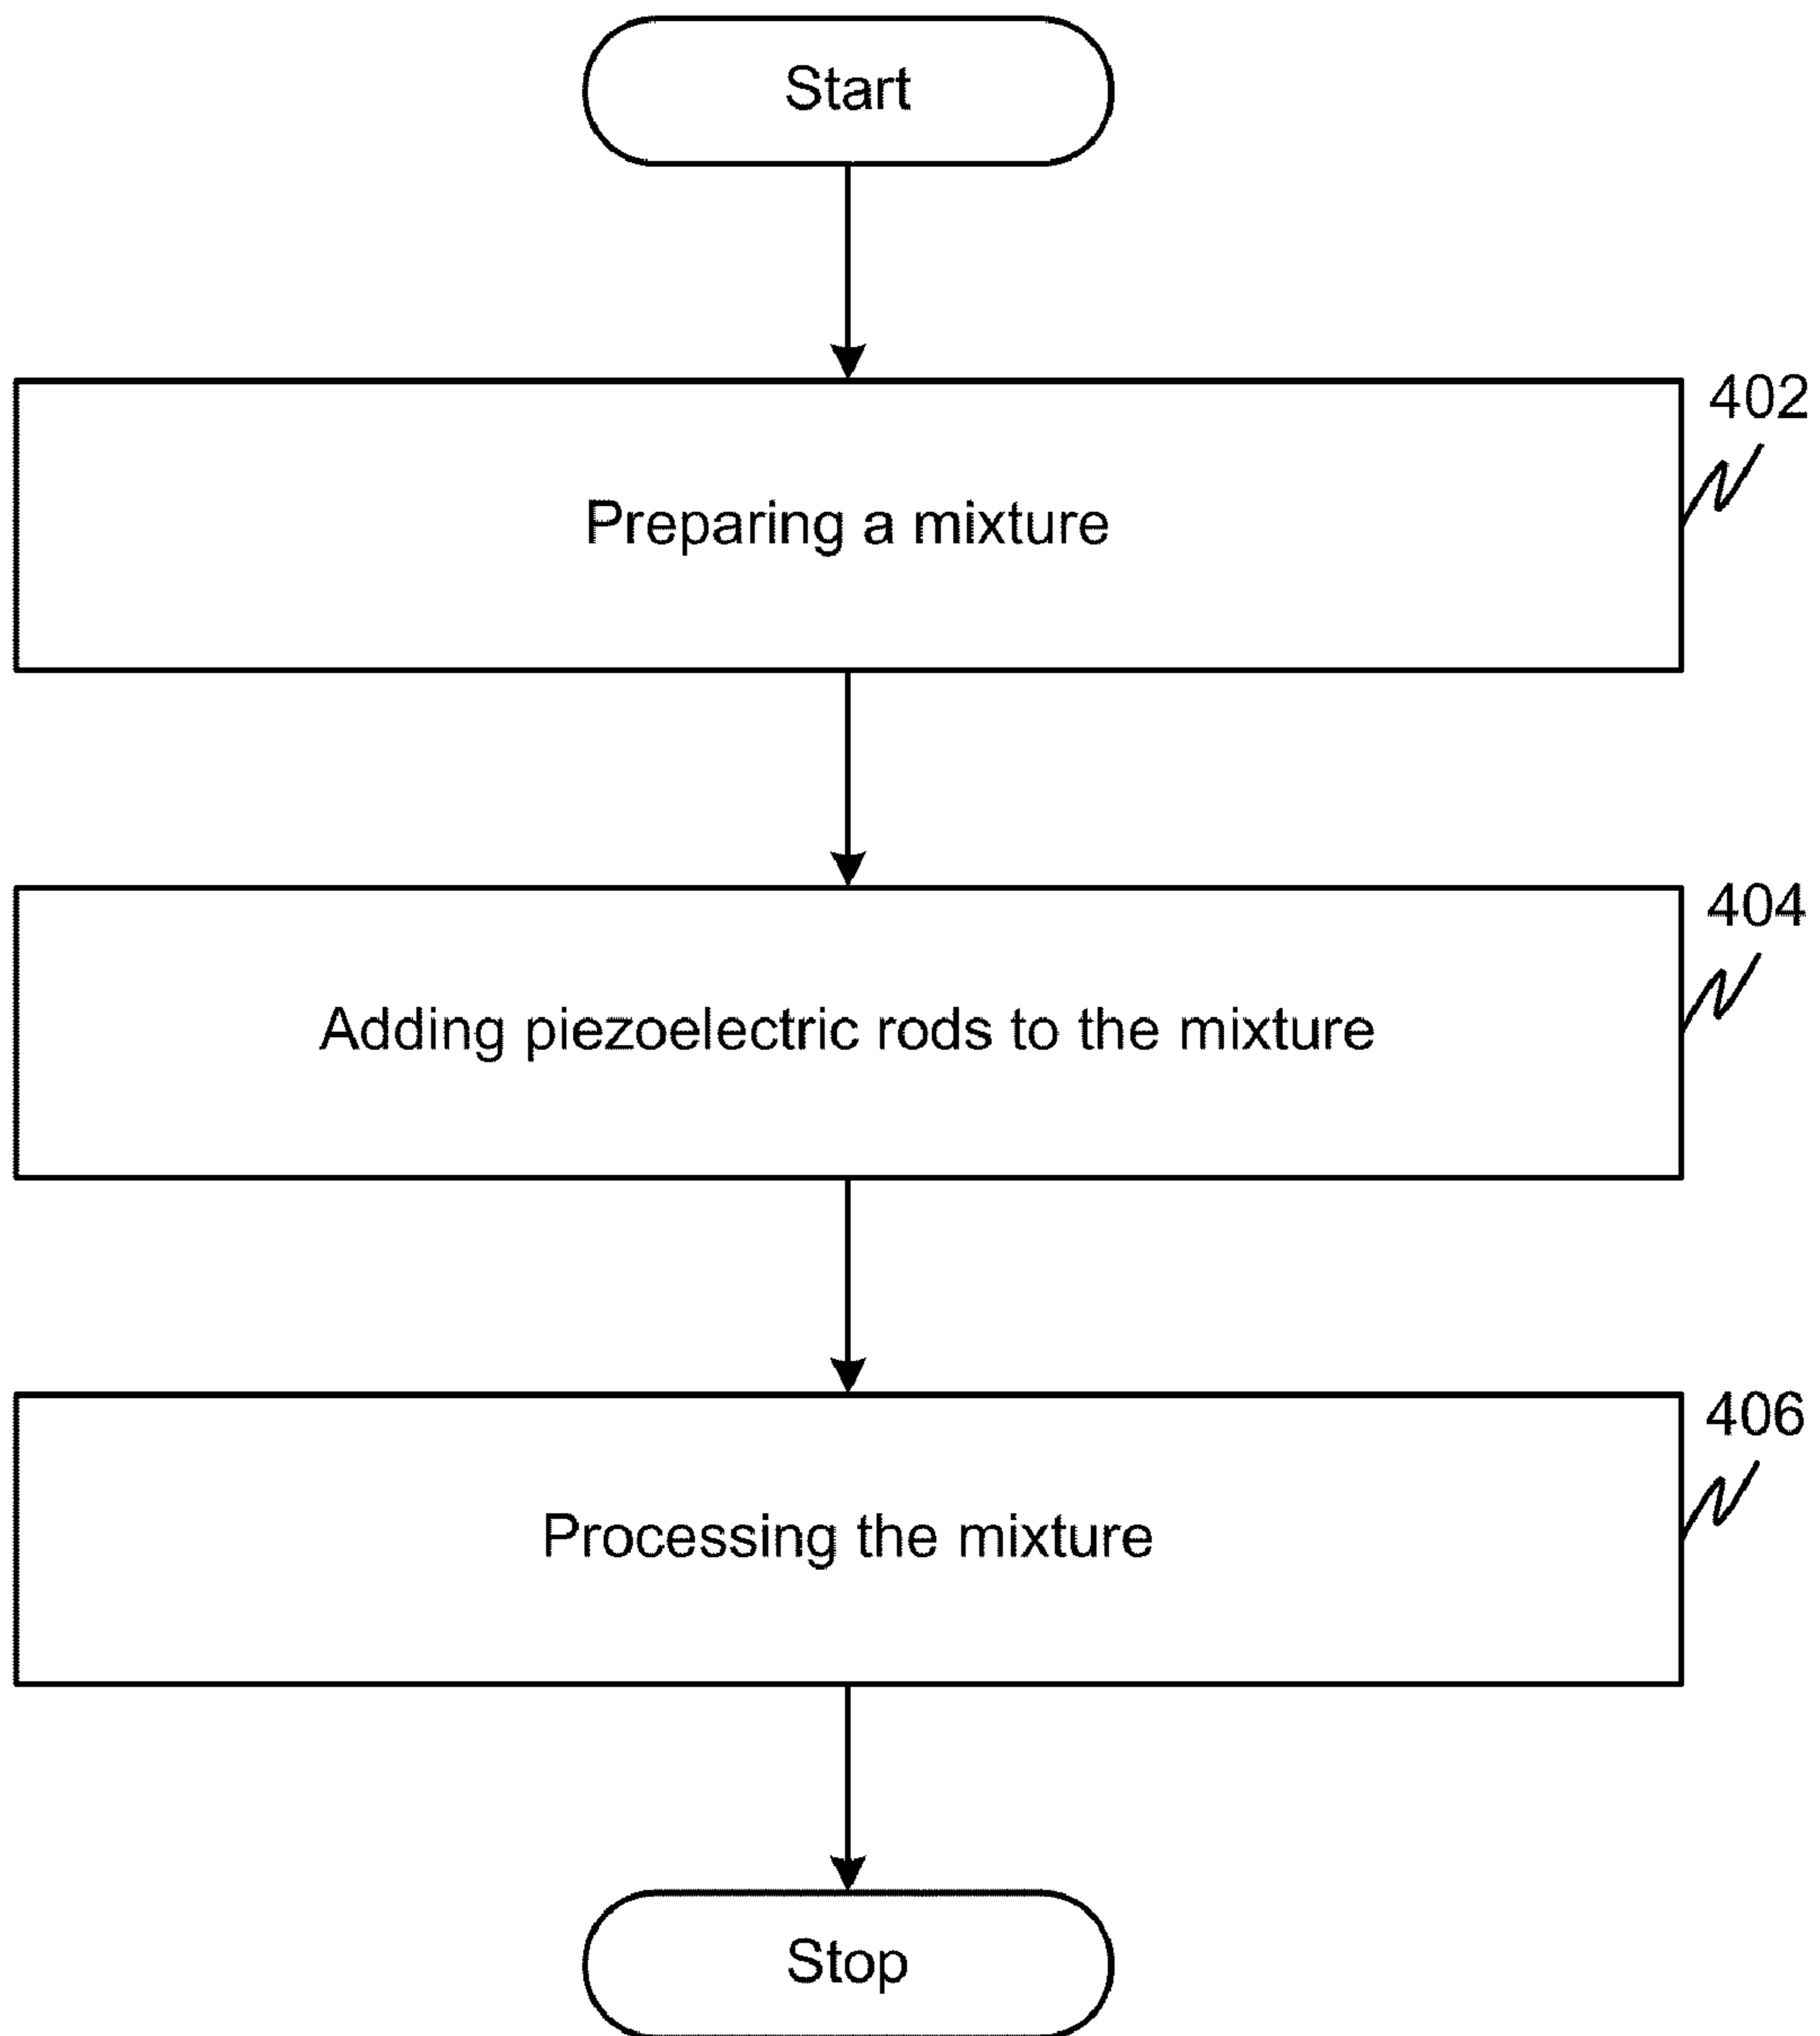 Start
402
Preparing a mixture
404
Adding piezoelectric rods to the mixture
406
Processing the mixture
Stop